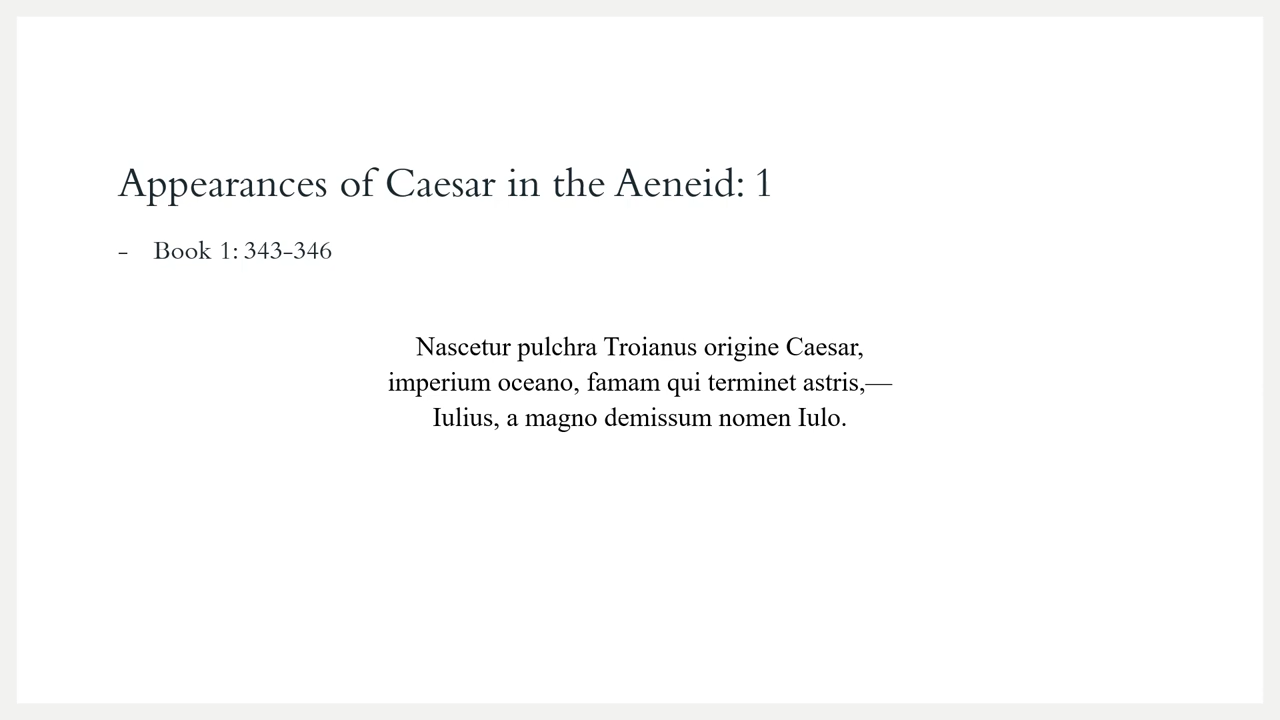 Appearances of Caesar in the Aeneid: 1
- Book 1: 343-346
Nascetur pulchra Troianus origine Caesar,
imperium oceano, famam qui terminet astris,—
Iulius, a magno demissum nomen Iulo.